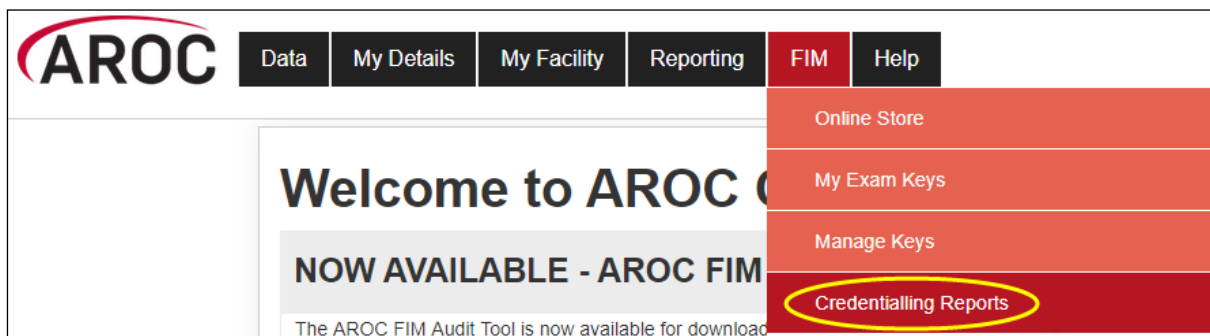 AROC Data My Details My Facility Reporting FIM Help
Online Store
My Exam Keys
Manage Keys
Credentialling Reports
Welcome to AROC
NOW AVAILABLE - AROC FIM
The AROC FIM Audit Tool is now available for download